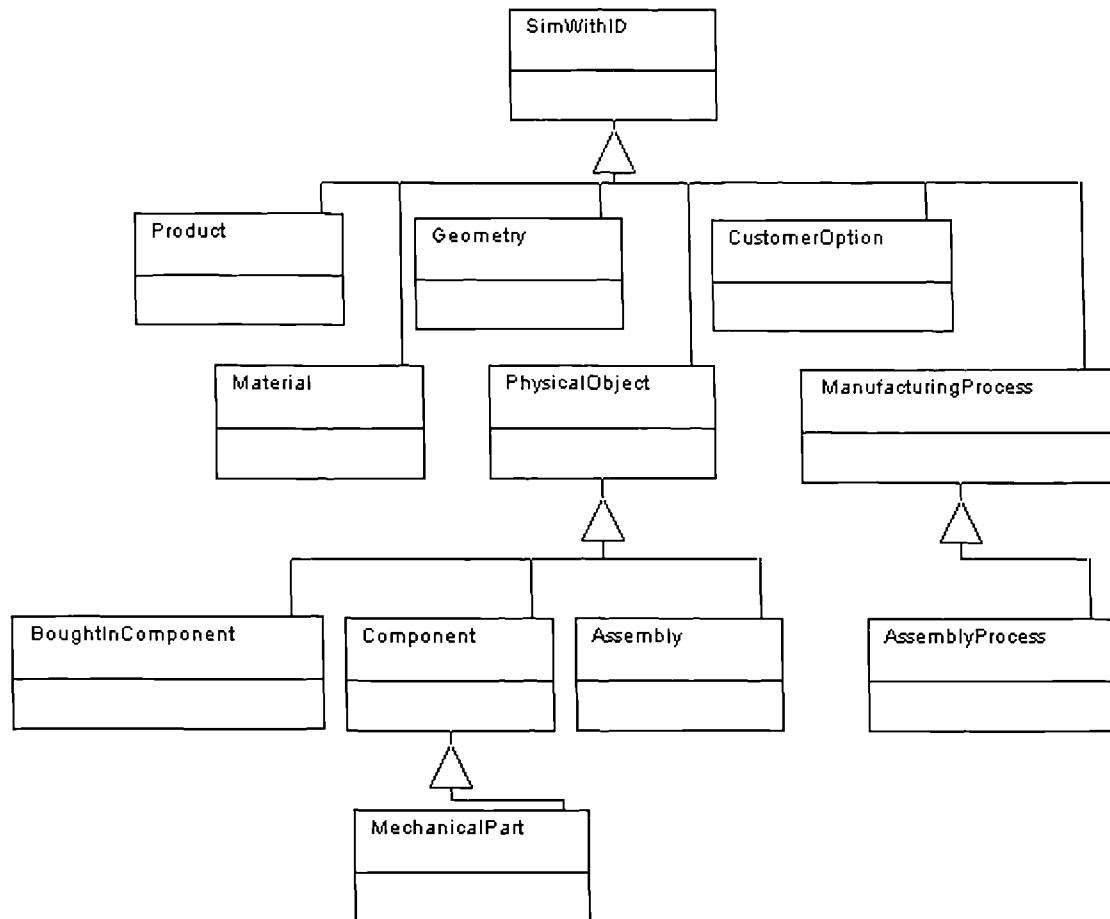 SimWithID
Product
Geometry
CustomerOption
Material
PhysicalObject
ManufacturingProcess
BoughtInComponent
Component
Assembly
AssemblyProcess
MechanicalPart